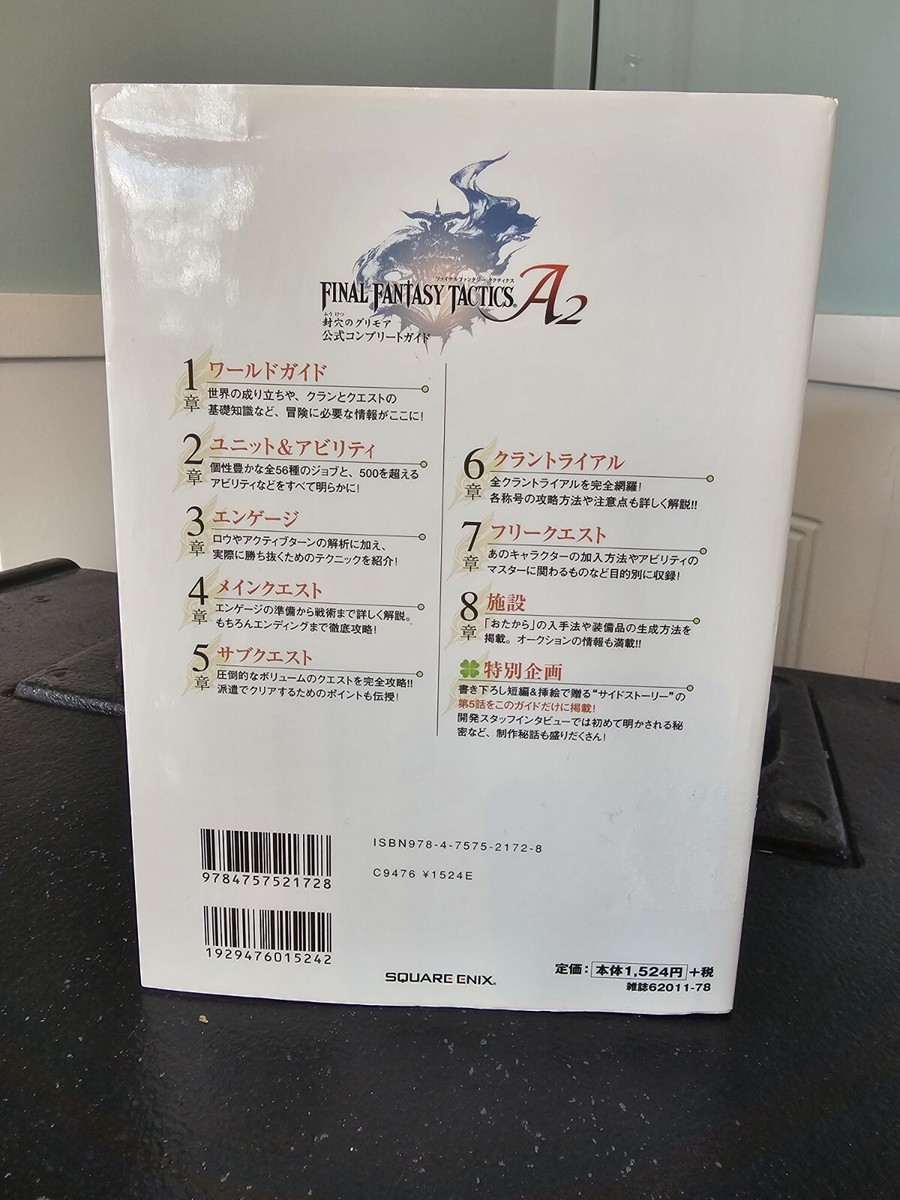 ファイナルファンタジー タクティクス
FINAL FANTASY TACTICS® A2
ふうけつ
封穴のグリモア
公式コンプリートガイド
1章 ワールドガイド
世界の成り立ちや、クランとクエストの
基礎知識など、冒険に必要な情報がここに!
2章 ユニット&アビリティ
個性豊かな全56種のジョブと、500を超える
アビリティなどをすべて明らかに!
3章 エンゲージ
ロウやアクティブターンの解析に加え、
実際に勝ち抜くためのテクニックを紹介!
4章 メインクエスト
エンゲージの準備から戦術まで詳しく解説。
もちろんエンディングまで徹底攻略!
5章 サブクエスト
圧倒的なボリュームのクエストを完全攻略!!
派遣でクリアするためのポイントも伝授!
6章 クラントライアル
全クラントライアルを完全網羅!
各称号の攻略方法や注意点も詳しく解説!!
7章 フリークエスト
あのキャラクターの加入方法やアビリティの
マスターに関わるものなど目的別に収録!
8章 施設
「おたから」の入手法や装備品の生成方法を
掲載。オークションの情報も満載!!
特別企画
書き下ろし短編&挿絵で贈る“サイドストーリー”の
第5話をこのガイドだけに掲載!
開発スタッフインタビューでは初めて明かされる秘
密など、制作秘話も盛りだくさん!
ISBN978-4-7575-2172-8
9784757521728
C9476 ¥1524E
1929476015242
SQUARE ENIX.
定価:本体1,524円+税
雑誌62011-78